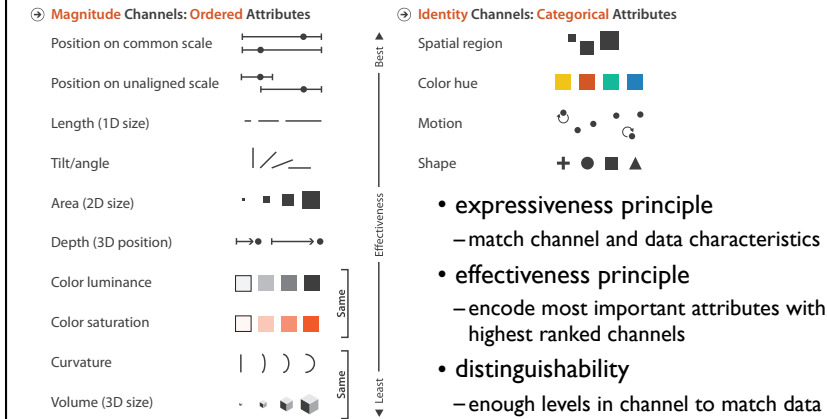 Magnitude Channels: Ordered Attributes
Position on common scale
Position on unaligned scale
Length (1D size)
Tilt/angle
Area (2D size)
Depth (3D position)
Color luminance
Color saturation
Same
Curvature
Volume (3D size)
Same
Best
Effectiveness
Least
Identity Channels: Categorical Attributes
Spatial region
Color hue
Motion
Shape
• expressiveness principle
–match channel and data characteristics
• effectiveness principle
–encode most important attributes with
highest ranked channels
• distinguishability
–enough levels in channel to match data